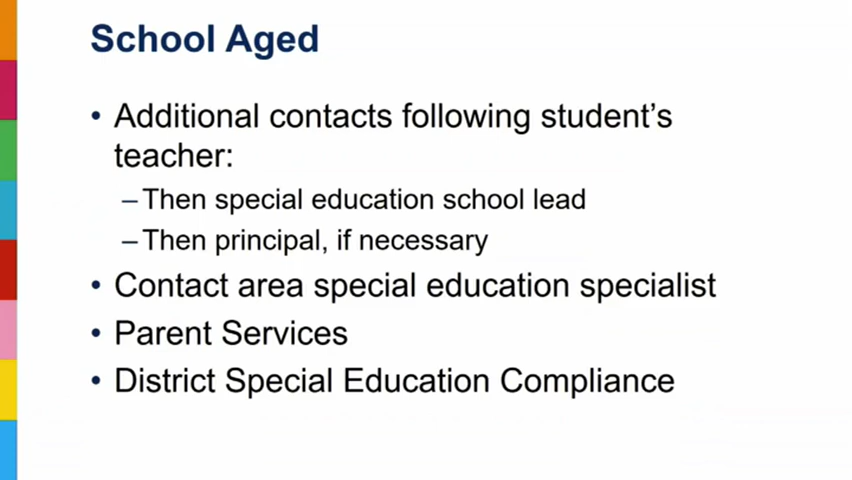 School Aged
• Additional contacts following student's
teacher:
–Then special education school lead
–Then principal, if necessary
• Contact area special education specialist
• Parent Services
• District Special Education Compliance